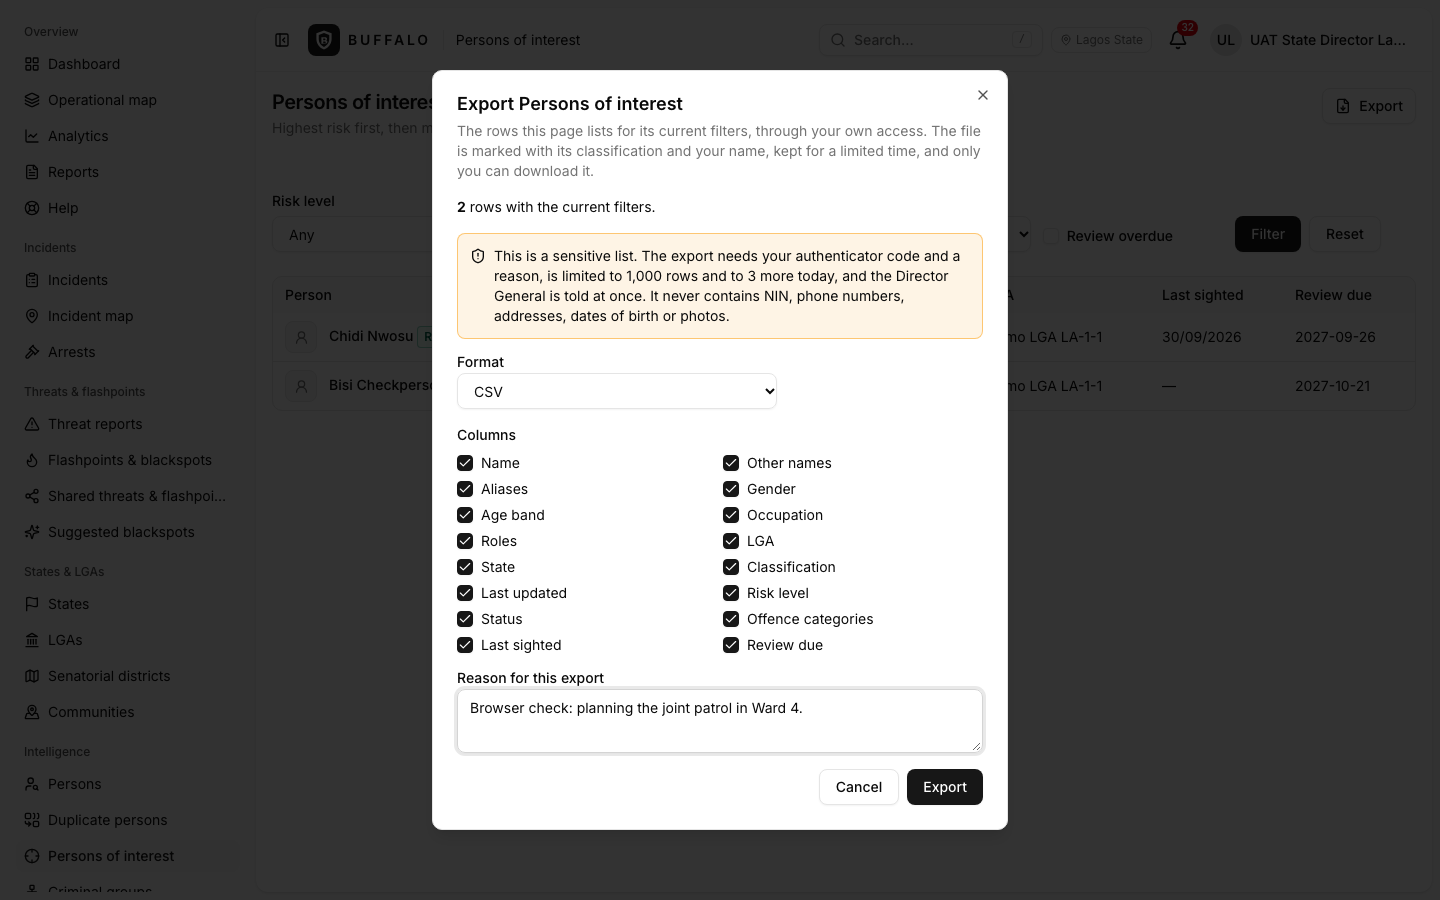 Overview
Dashboard
Operational map
Analytics
Reports
Help
Incidents
Incidents
Incident map
Arrests
Threats & flashpoints
Threat reports
Flashpoints & blackspots
Shared threats & flashpoi...
Suggested blackspots
States & LGAs
States
LGAs
Senatorial districts
Communities
Intelligence
Persons
Duplicate persons
Persons of interest
Criminal groups
BUFFALO
Persons of interest
Search...
/
Lagos State
32
UL
UAT State Director La...
Persons of
Highest risk first, then
Export
Risk level
Any
Review overdue
Filter
Reset
Person
Last sighted
Review due
Chidi Nwosu
LGA LA-1-1
30/09/2026
2027-09-26
Bisi
LGA LA-1-1
—
2027-10-21
Export Persons of interest
The rows this page lists for its current filters, through your own access. The file
is marked with its classification and your name, kept for a limited time, and only
you can download it.
2 rows with the current filters.
This is a sensitive list. The export needs your authenticator code and a
reason, is limited to 1,000 rows and to 3 more today, and the Director
General is told at once. It never contains NIN, phone numbers,
addresses, dates of birth or photos.
Format
CSV
Columns
Name
Other names
Aliases
Gender
Age band
Occupation
Roles
LGA
State
Classification
Last updated
Risk level
Status
Offence categories
Last sighted
Review due
Reason for this export
Browser check: planning the joint patrol in Ward 4.
Cancel
Export